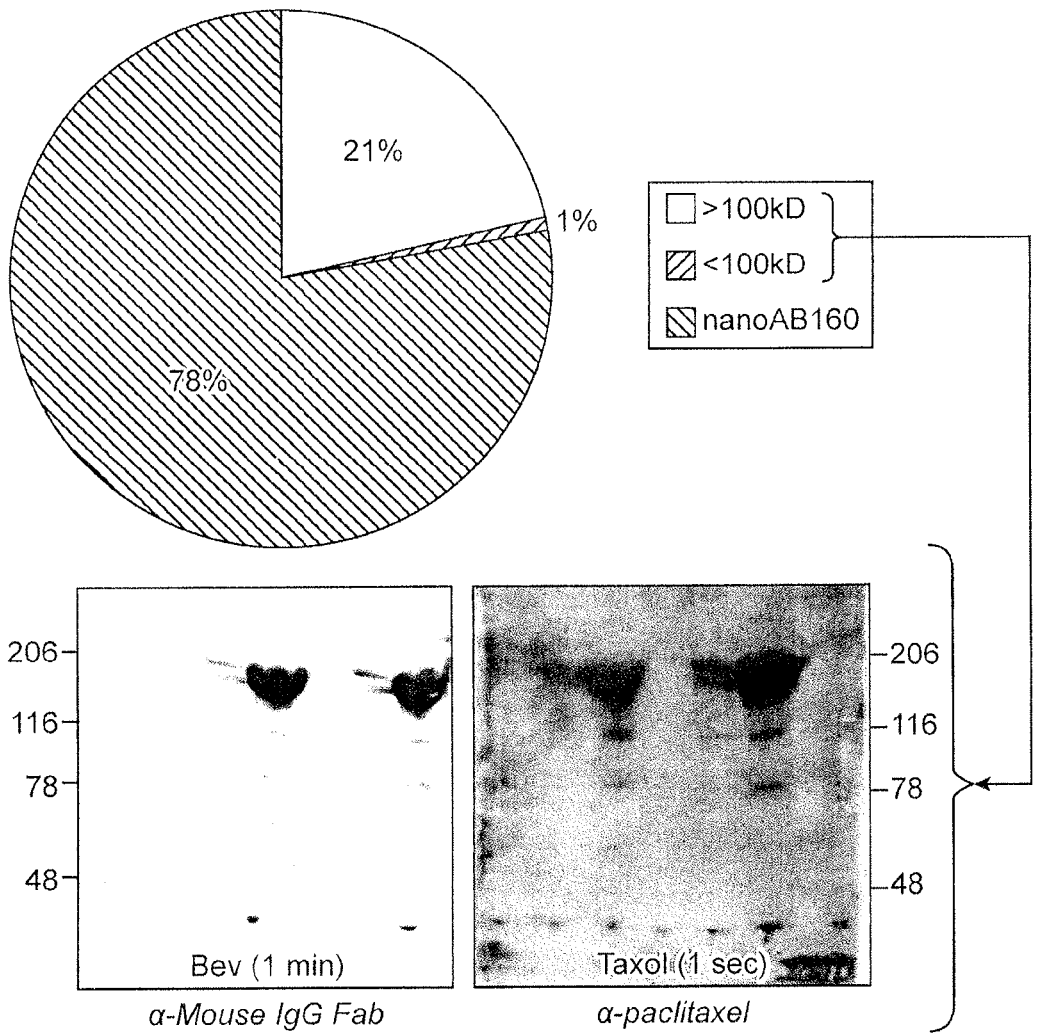 21%
1%
78%
>100kD
<100kD
nanoAB160
206
116
78
48
Bev (1 min)
α-Mouse IgG Fab
206
116
78
48
Taxol (1 sec)
α-paclitaxel